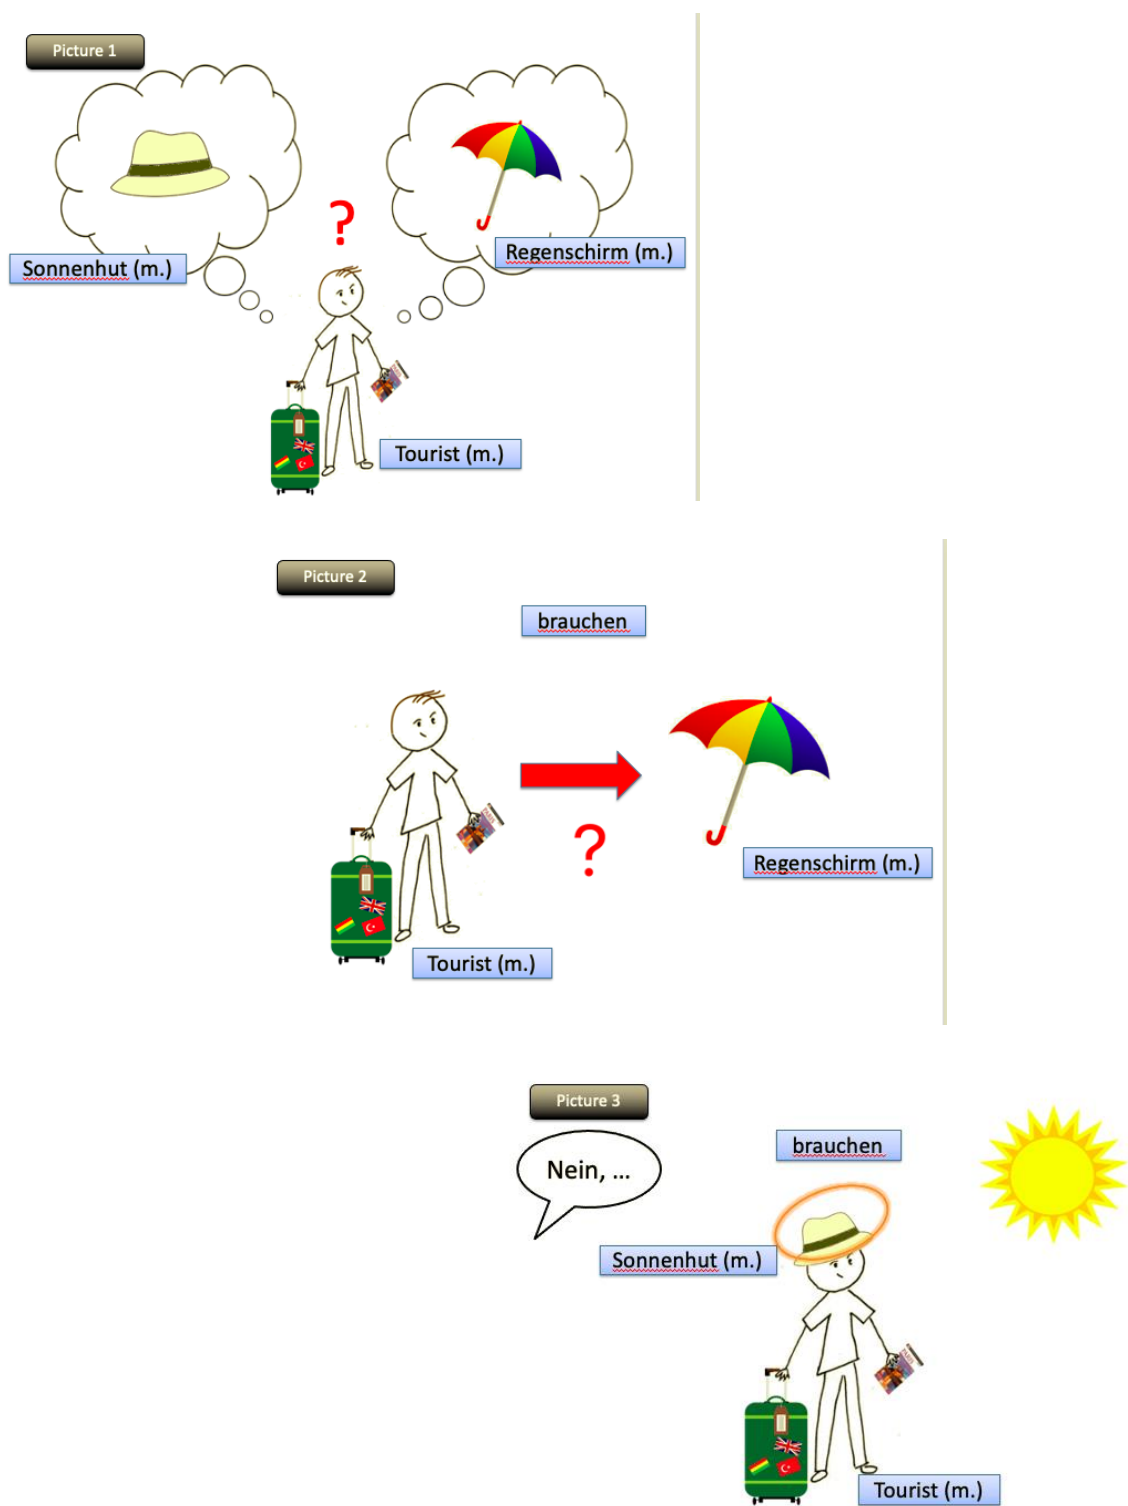 Picture 1
Sonnenhut (m.)
?
Regenschirm (m.)
Tourist (m.)
Picture 2
brauchen
?
Regenschirm (m.)
Tourist (m.)
Picture 3
Nein, ...
brauchen
Sonnenhut (m.)
Tourist (m.)